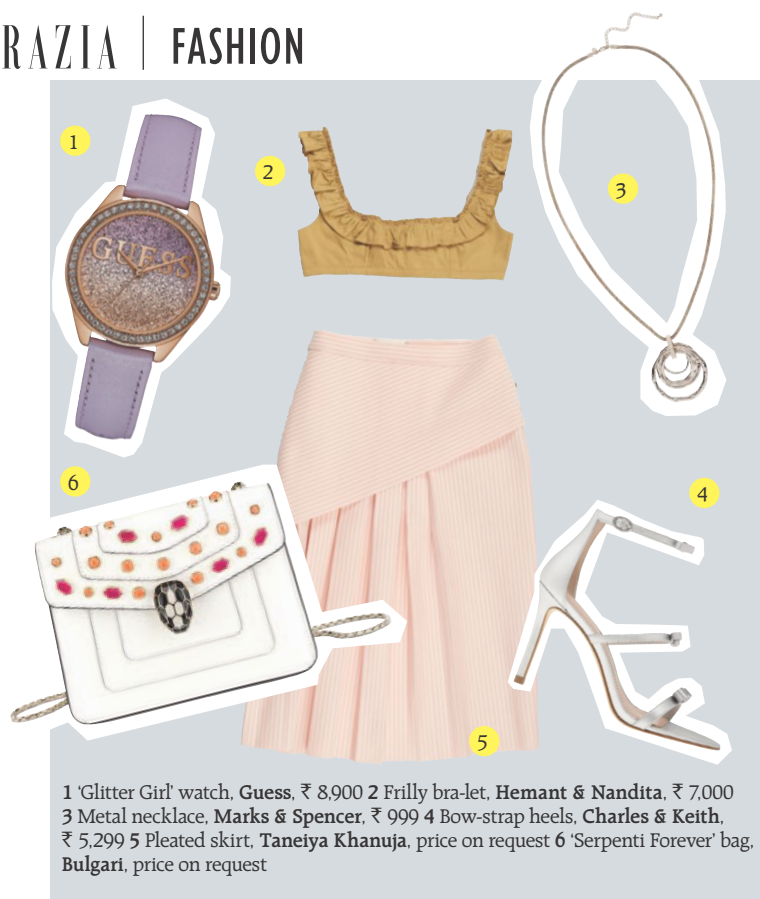 RAZIA | FASHION
1
2
3
GUESS
6
4
5
1 ‘Glitter Girl’ watch, Guess, ₹ 8,900 2 Frilly bra-let, Hemant & Nandita, ₹ 7,000
3 Metal necklace, Marks & Spencer, ₹ 999 4 Bow-strap heels, Charles & Keith,
₹ 5,299 5 Pleated skirt, Taneiya Khanuja, price on request 6 ‘Serpenti Forever’ bag,
Bulgari, price on request